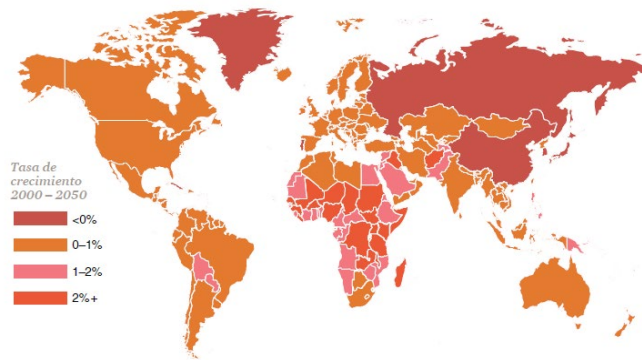 Tasa de
crecimiento
2000 – 2050
<0%
0–1%
1–2%
2%+